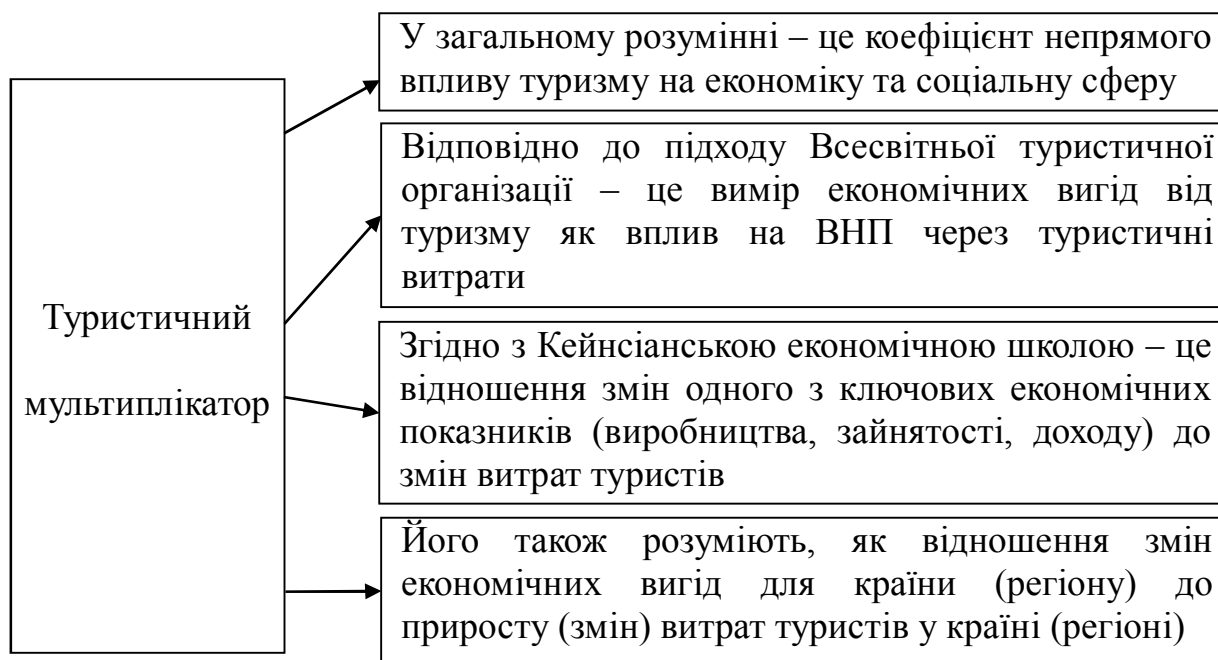 Туристичний
мультиплікатор
У загальному розумінні – це коефіцієнт непрямого
впливу туризму на економіку та соціальну сферу
Відповідно до підходу Всесвітньої туристичної
організації – це вимір економічних вигід від
туризму як вплив на ВНП через туристичні
витрати
Згідно з Кейнсіанською економічною школою – це
відношення змін одного з ключових економічних
показників (виробництва, зайнятості, доходу) до
змін витрат туристів
Його також розуміють, як відношення змін
економічних вигід для країни (регіону) до
приросту (змін) витрат туристів у країні (регіоні)